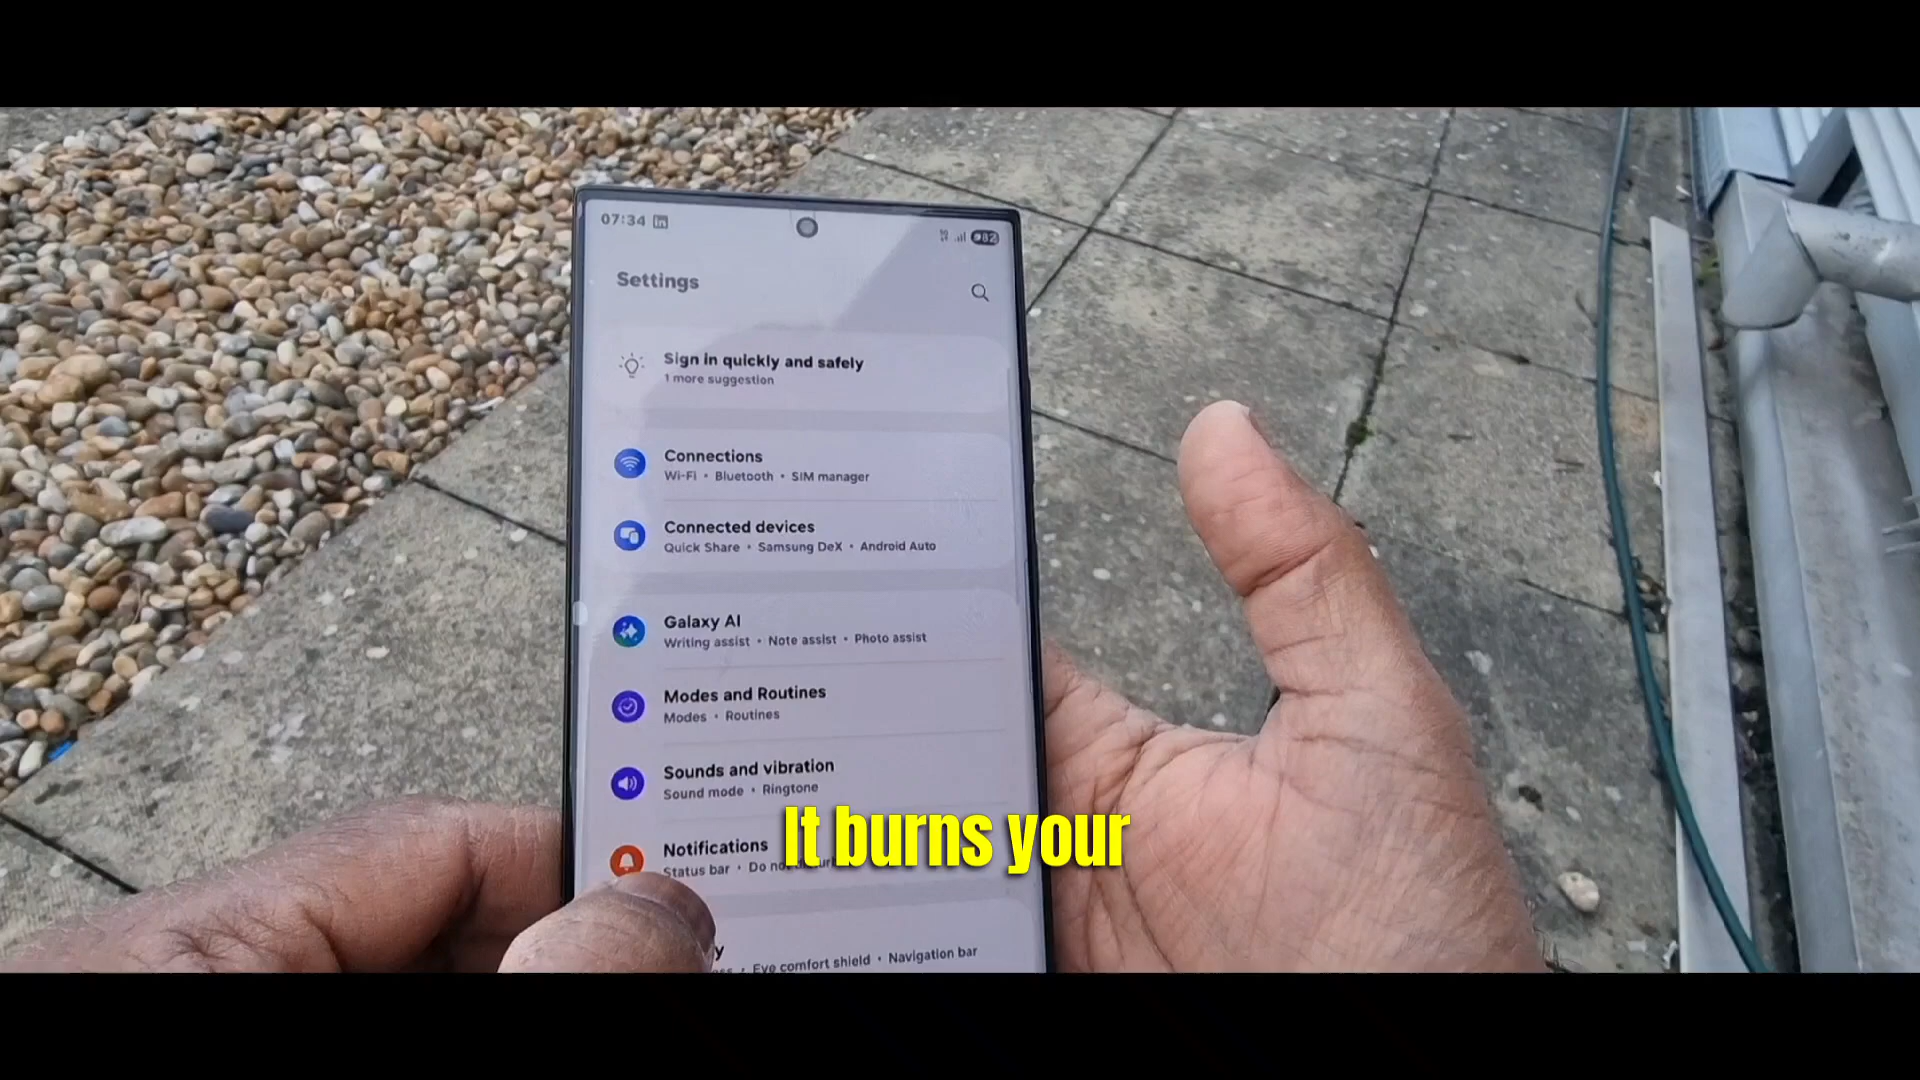 07:34
82
Settings
Sign in quickly and safely
1 more suggestion
Connections
Wi-Fi • Bluetooth • SIM manager
Connected devices
Quick Share • Samsung DeX • Android Auto
Galaxy AI
Writing assist • Note assist • Photo assist
Modes and Routines
Modes • Routines
Sounds and vibration
Sound mode • Ringtone
Notifications
Status bar • Do
It burns your
Eye comfort shield • Navigation bar